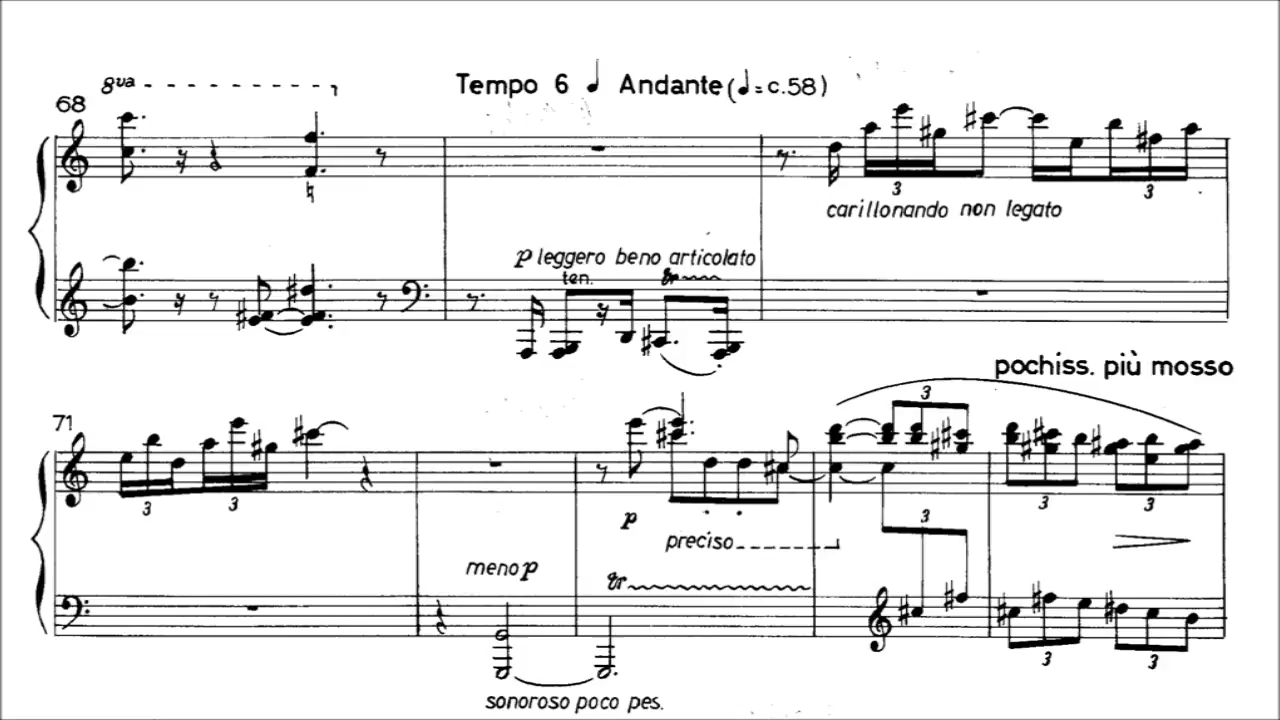 8va
Tempo 6 ♩ Andante (♩=c.58)
68
3
3
carillonando non legato
p leggero beno articolato
ten.
tr
pochiss. più mosso
71
3
3
3
3
3
p
preciso
3
meno p
tr
sonoroso poco pes.
3
3